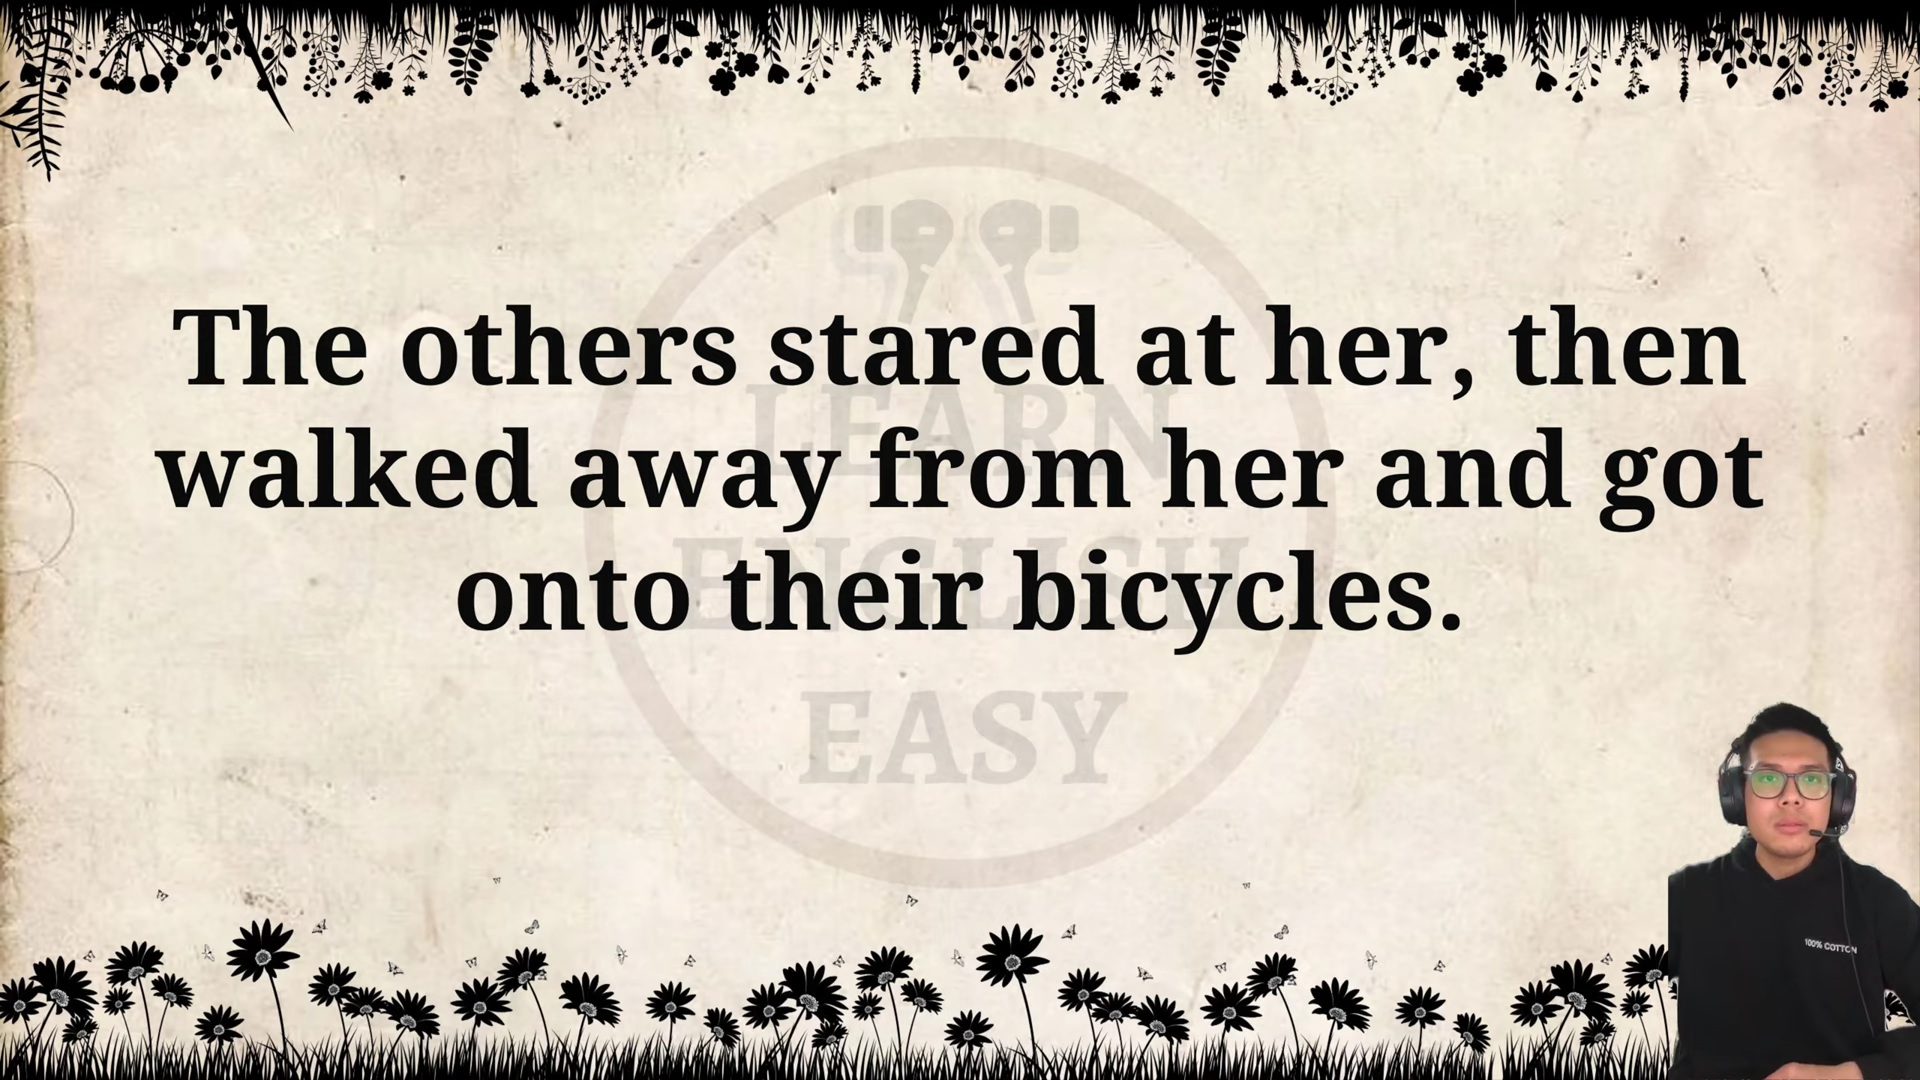 The others stared at her, then
walked away from her and got
onto their bicycles.
LEARN
ENGLISH
EASY
100% COTTON